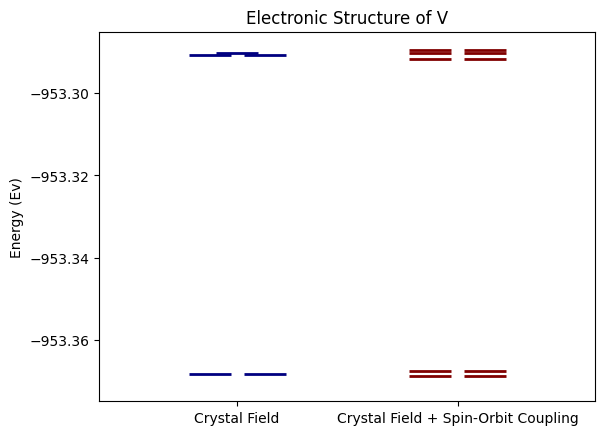 Electronic Structure of V
Energy (Ev)
−953.30
−953.32
−953.34
−953.36
Crystal Field
Crystal Field + Spin-Orbit Coupling